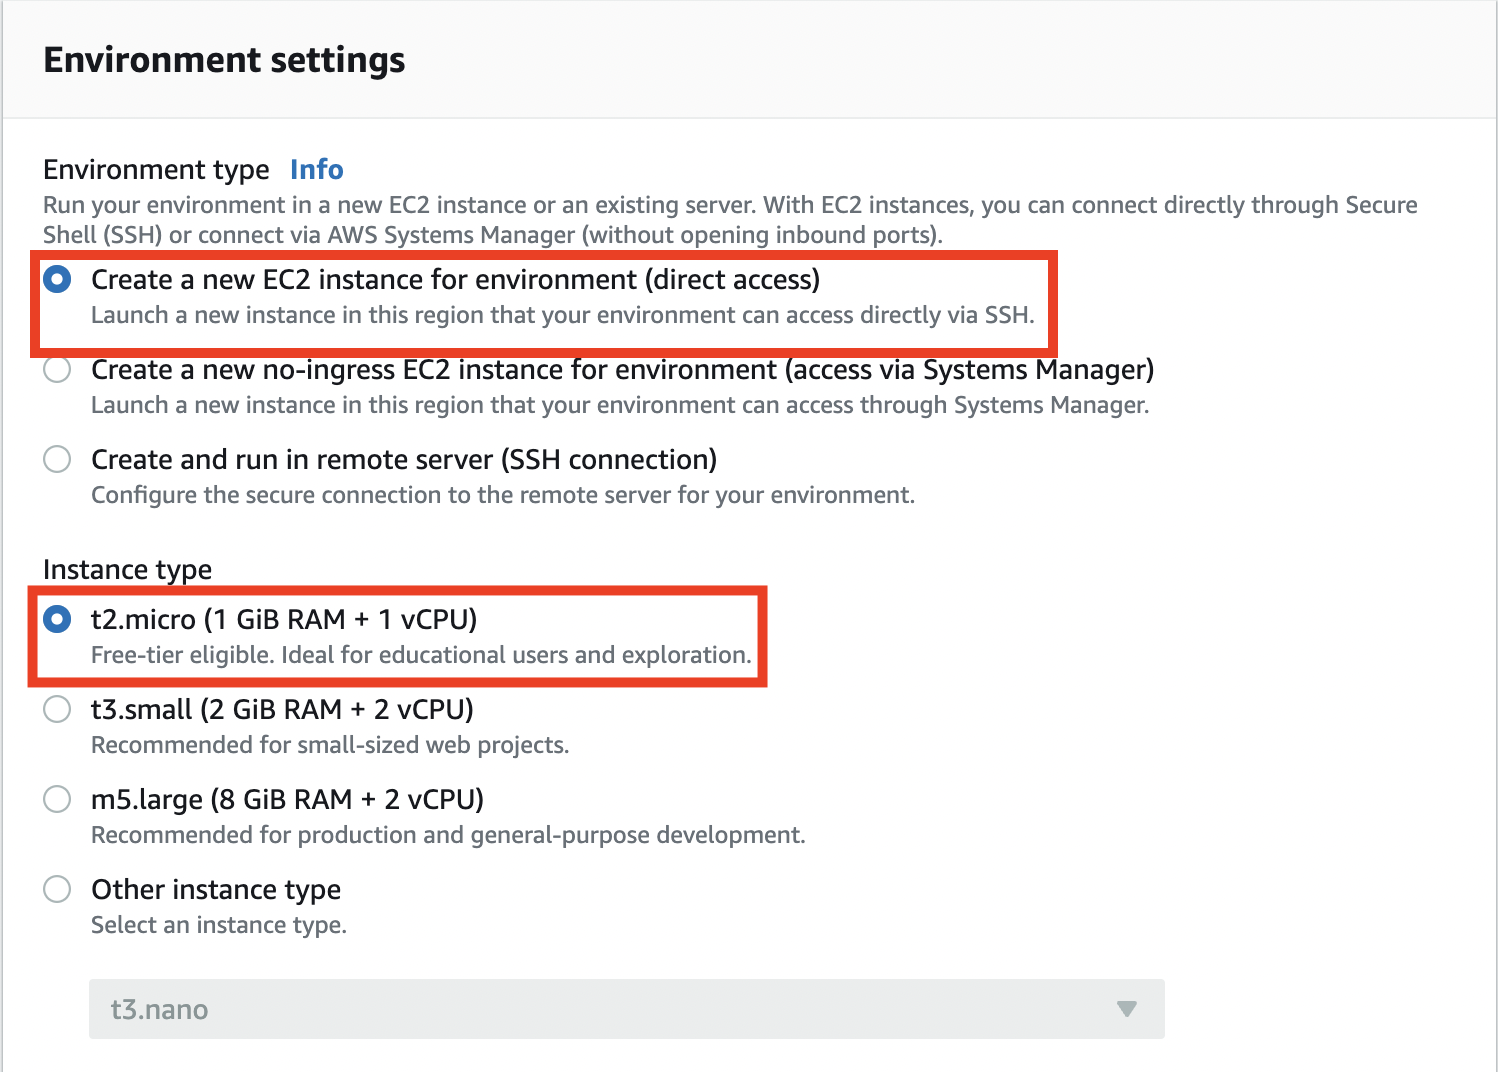 Environment settings
Environment type Info
Run your environment in a new EC2 instance or an existing server. With EC2 instances, you can connect directly through Secure
Shell (SSH) or connect via AWS Systems Manager (without opening inbound ports).
Create a new EC2 instance for environment (direct access)
Launch a new instance in this region that your environment can access directly via SSH.
Create a new no-ingress EC2 instance for environment (access via Systems Manager)
Launch a new instance in this region that your environment can access through Systems Manager.
Create and run in remote server (SSH connection)
Configure the secure connection to the remote server for your environment.
Instance type
t2.micro (1 GiB RAM + 1 vCPU)
Free-tier eligible. Ideal for educational users and exploration.
t3.small (2 GiB RAM + 2 vCPU)
Recommended for small-sized web projects.
m5.large (8 GiB RAM + 2 vCPU)
Recommended for production and general-purpose development.
Other instance type
Select an instance type.
t3.nano